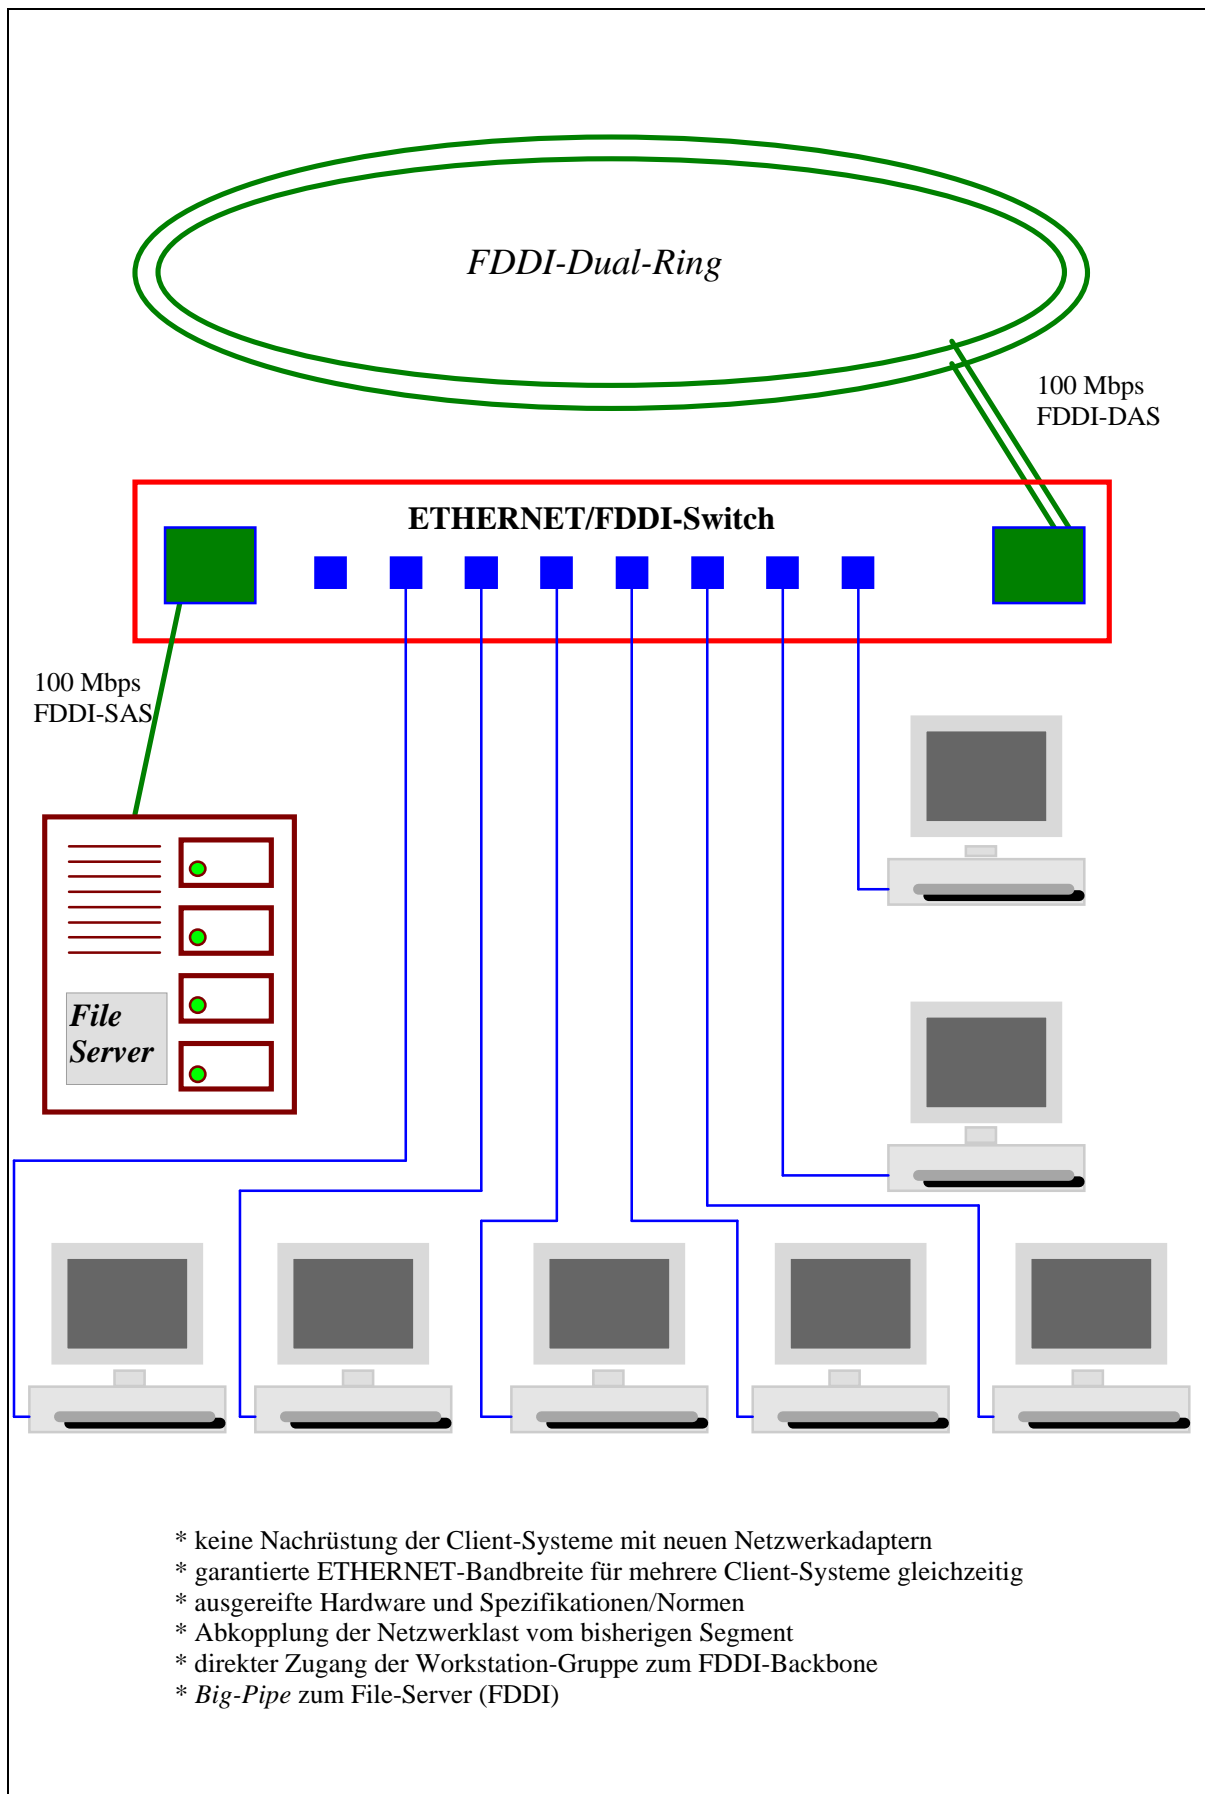 FDDI-Dual-Ring
100 Mbps
FDDI-DAS
ETHERNET/FDDI-Switch
100 Mbps
FDDI-SAS
File
Server
* keine Nachrüstung der Client-Systeme mit neuen Netzwerkadaptern
* garantierte ETHERNET-Bandbreite für mehrere Client-Systeme gleichzeitig
* ausgereifte Hardware und Spezifikationen/Normen
* Abkopplung der Netzwerklast vom bisherigen Segment
* direkter Zugang der Workstation-Gruppe zum FDDI-Backbone
* Big-Pipe zum File-Server (FDDI)